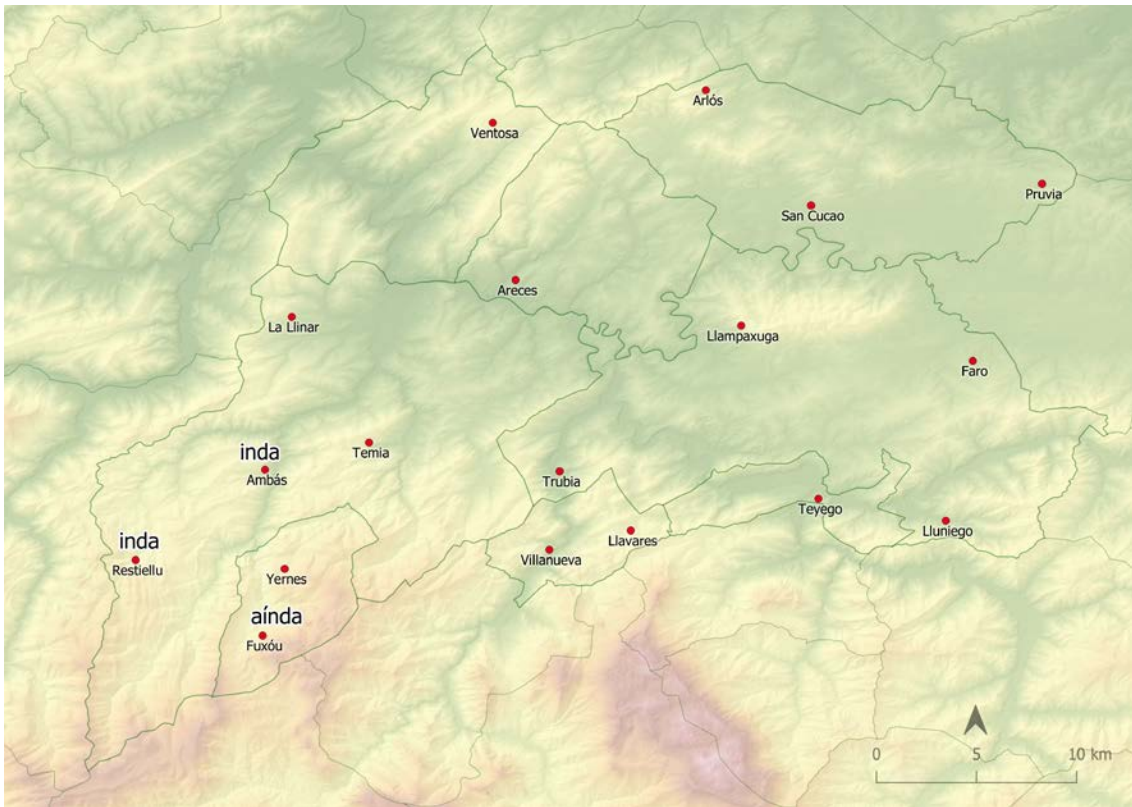 Arlós
Ventosa
Pruvia
San Cucao
Areces
La Llinar
Llampaxuga
Faro
inda
Ambás
Temia
Trubia
Teyego
Lluniego
inda
Restiellu
Llavares
Villanueva
Yernes
aínda
Fuxóu
0 5 10 km